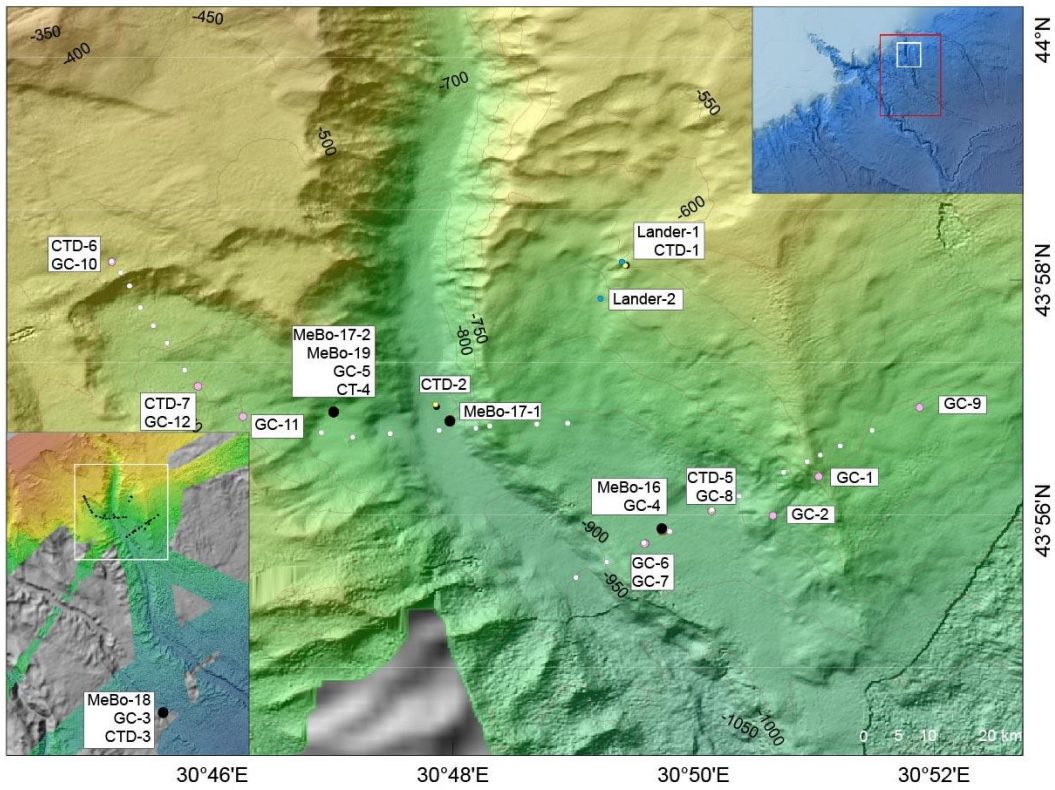 -350
-400
-450
-500
-700
-550
-600
44°N
Lander-1
CTD-1
CTD-6
GC-10
Lander-2
43°58'N
-750
-800
MeBo-17-2
MeBo-19
GC-5
CT-4
CTD-2
MeBo-17-1
CTD-7
GC-12
GC-11
GC-9
GC-1
CTD-5
GC-8
MeBo-16
GC-4
GC-2
43°56'N
-900
GC-6
GC-7
-950
MeBo-18
GC-3
CTD-3
-1050
-1000
0 5 10 20 km
30°46'E
30°48'E
30°50'E
30°52'E